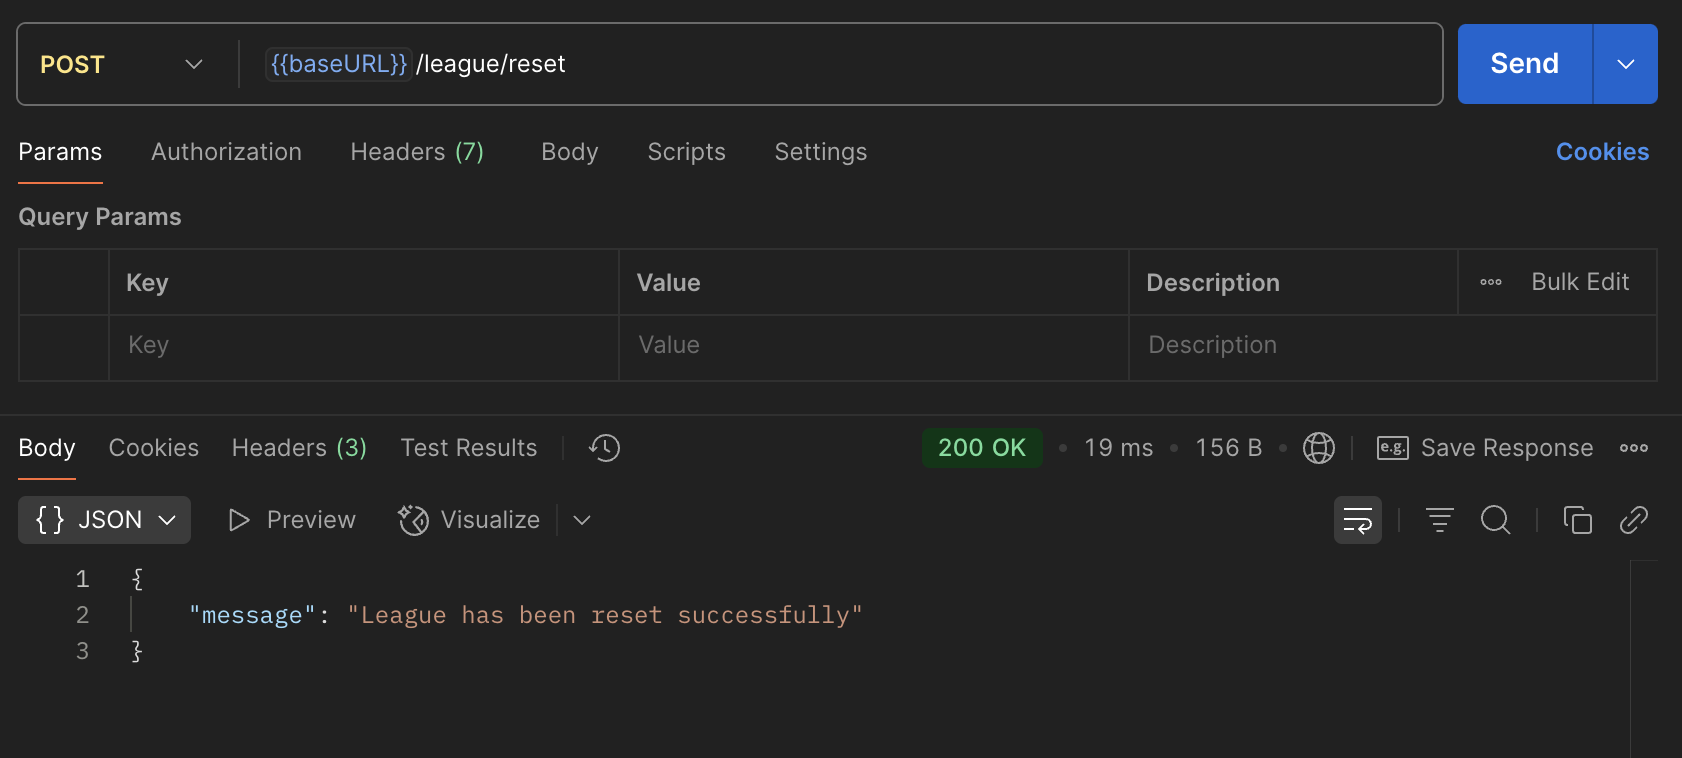 POST {{baseURL}}/league/reset Send
Params Authorization Headers (7) Body Scripts Settings Cookies
Query Params
Key Value Description Bulk Edit
Key Value Description
Body Cookies Headers (3) Test Results 200 OK • 19 ms • 156 B • e.g. Save Response
{} JSON Preview Visualize
1 {
2 "message": "League has been reset successfully"
3 }